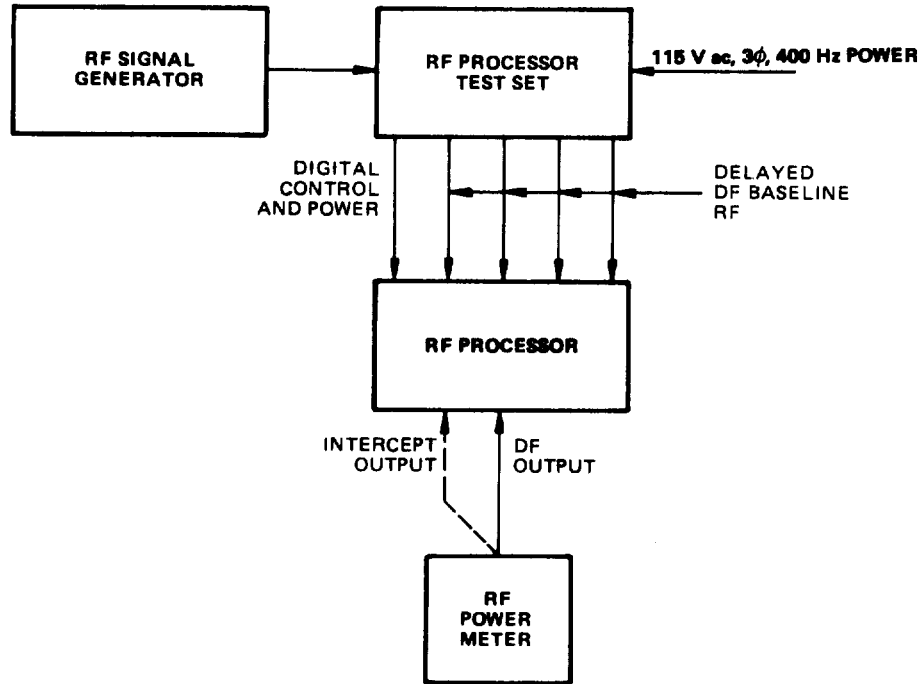 RF SIGNAL
GENERATOR
RF PROCESSOR
TEST SET
115 V ac, 3ϕ, 400 Hz POWER
DIGITAL
CONTROL
AND POWER
DELAYED
DF BASELINE
RF
RF PROCESSOR
INTERCEPT
OUTPUT
DF
OUTPUT
RF
POWER
METER